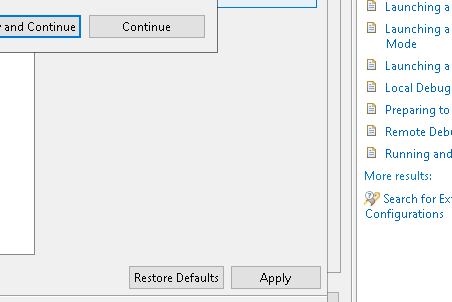 Launching a
and Continue
Continue
Launching a
Mode
Launching a
Local Debug
Preparing to
Remote Deb
Running and
More results:
Search for Ex
Configurations
Restore Defaults
Apply